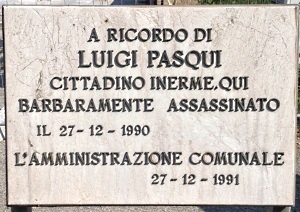 A RICORDO DI
LUIGI PASQUI
CITTADINO INERME, QUI
BARBARAMENTE ASSASSINATO
IL 27-12-1990
L'AMMINISTRAZIONE COMUNALE
27-12-1991